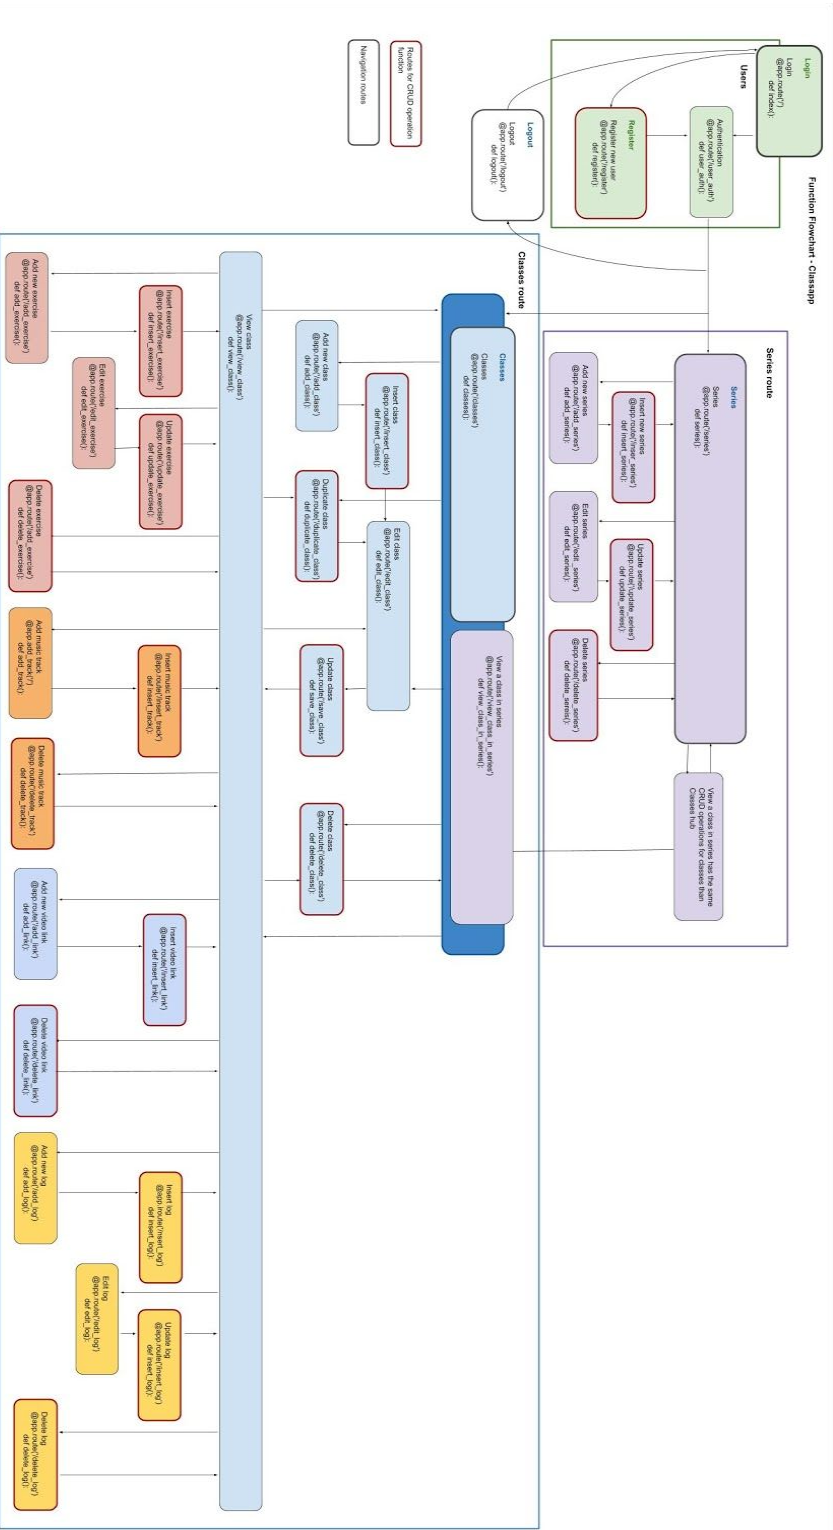 Function Flowchart - Classapp
Login
Login
@app.route('/')
def index():
Users
Authentication
@app.route('/user_auth')
def user_auth():
Register
Register new user
@app.route('/register')
def register():
Logout
Logout
@app.route('/logout')
def logout():
Routes for CRUD operation
function
Navigation routes
Series route
Series
Series
@app.route('/series')
def series():
Add new series
@app.route('/add_series')
def add_series():
Insert new series
@app.route('/inser_series')
def insert_series():
Edit series
@app.route('/edit_series')
def edit_series():
Update series
@app.route('/update_series')
def update_series():
Delete series
@app.route('/delete_series')
def delete_sereis():
View a class in series has the same
CRUD operations for classes than
Classes hub
Classes route
Classes
Classes
@app.route('/classes')
def classes():
View a class in series
@app.route('/view_class_in_series')
def view_class_in_series():
Add new class
@app.route('/add_class')
def add_class():
Insert class
@app.route('/insert_class')
def insert_class():
Duplicate class
@app.route('/duplicate_class')
def duplicate_class():
Edit class
@app.route('/edit_class')
def edit_class():
Update class
@app.route('/save_class')
def save_class():
Delete class
@app.route('/delete_class')
def delete_class():
View class
@app.route('/view_class')
def view_class():
Add new exercise
@app.route('/add_exercise')
def add_exercise():
Insert exercise
@app.route('/insert_exercise')
def insert_exercise():
Edit exercise
@app.route('/edit_exercise')
def edit_exercise():
Update exercise
@app.route('/update_exercise')
def update_exercise():
Delete exercise
@app.route('/add_exercise')
def delete_exercise():
Add music track
@app.add_track('/')
def add_track():
Insert music track
@app.route('/insert_track')
def insert_track():
Delete music track
@app.route('/delete_track')
def delete_track():
Add new video link
@app.route('/add_link')
def add_link():
Insert video link
@app.route('/insert_link')
def insert_link():
Delete video link
@app.route('/delete_link')
def delete_link():
Add new log
@app.route('/add_log')
def add_log():
Insert log
@app.route('/insert_log')
def insert_log():
Edit log
@app.route('/edit_log')
def edit_log):
Update log
@app.route('/insert_log')
def insert_log():
Delete log
@app.route('/delete_log')
def delete_log():